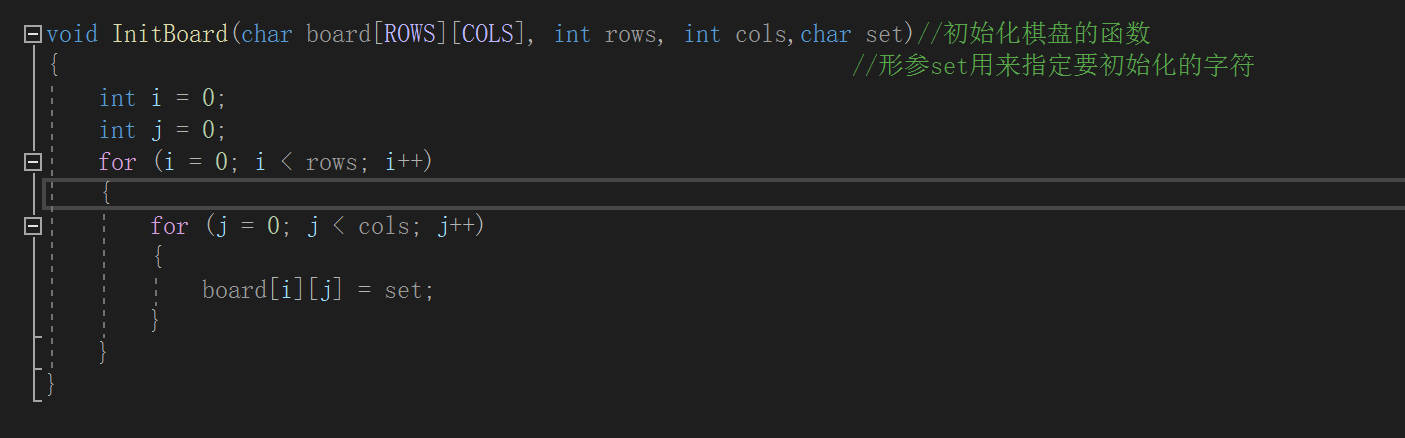 void InitBoard(char board[ROWS][COLS], int rows, int cols,char set)//初始化棋盘的函数
{ //形参set用来指定要初始化的字符
int i = 0;
int j = 0;
for (i = 0; i < rows; i++)
{
for (j = 0; j < cols; j++)
{
board[i][j] = set;
}
}
}